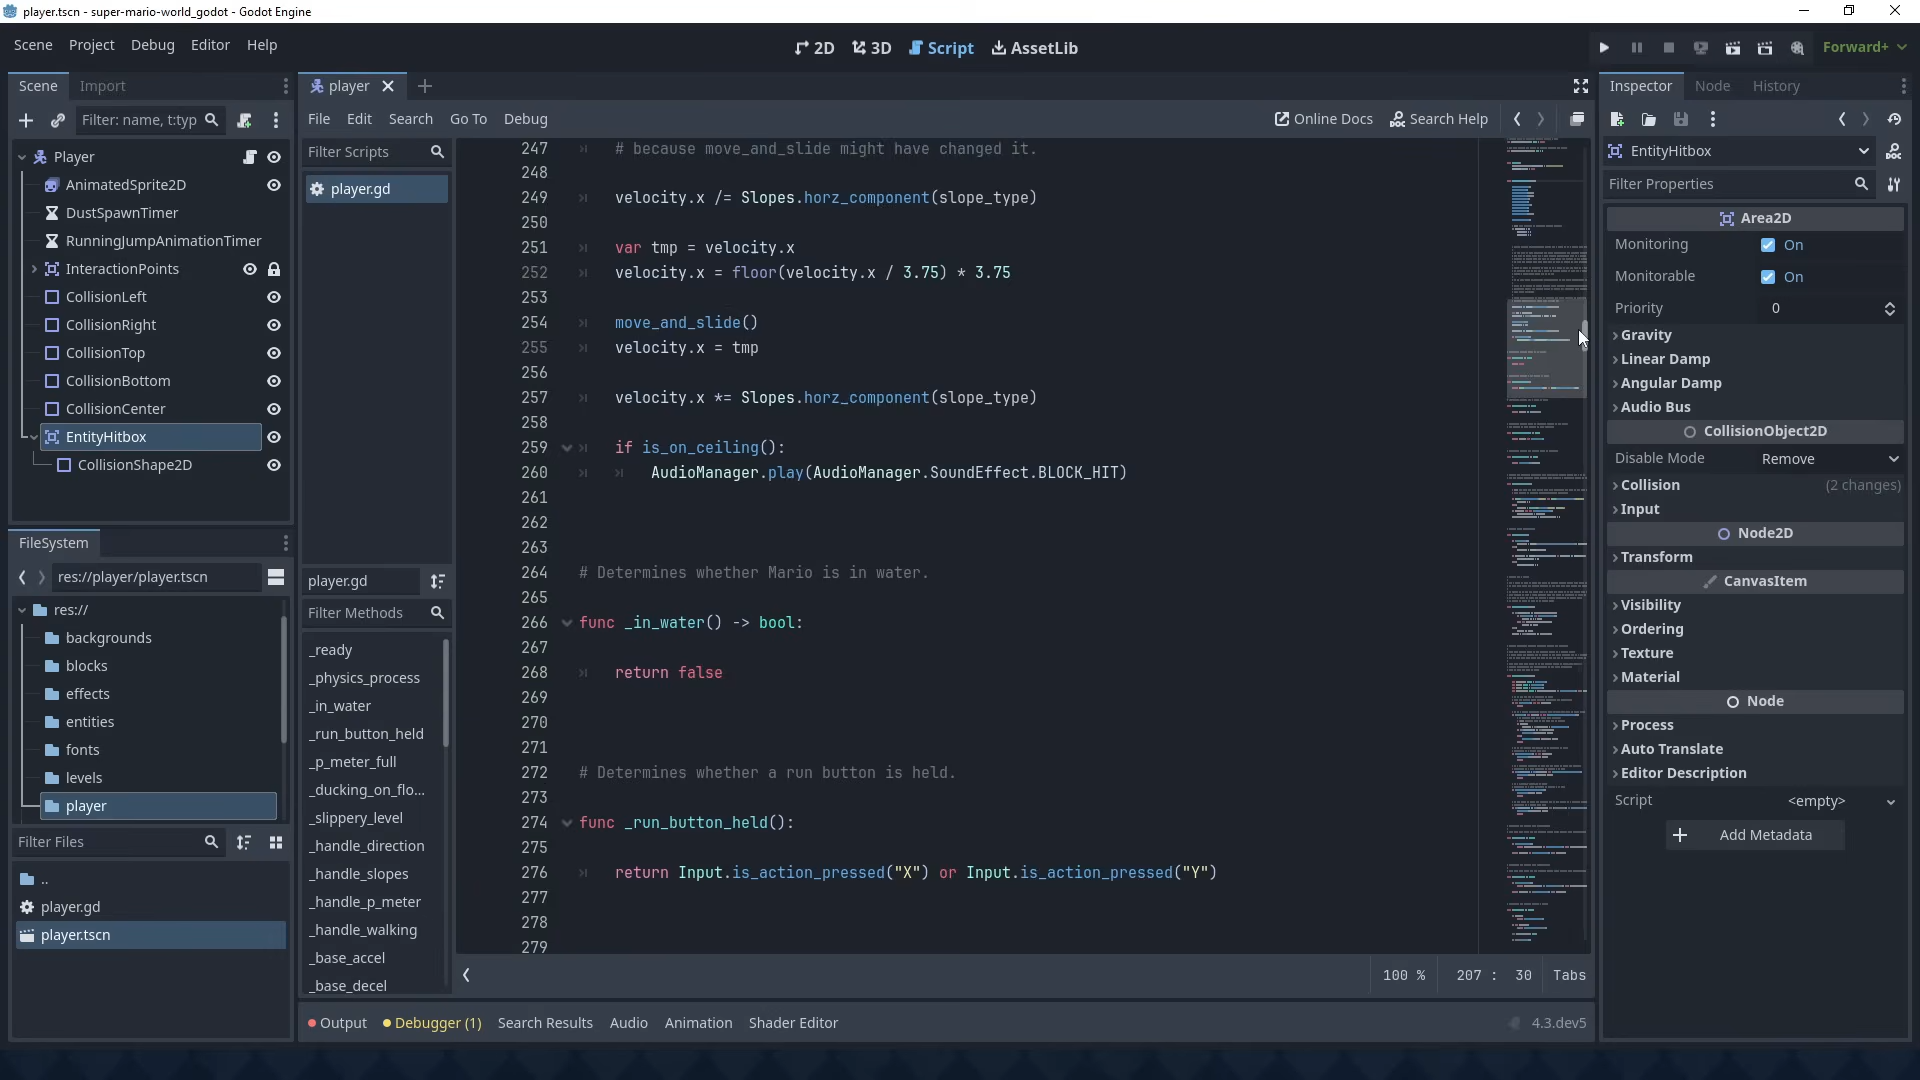 player.tscn - super-mario-world_godot - Godot Engine
Scene Project Debug Editor Help
2D 3D Script AssetLib
Forward+
Scene Import
Filter: name, t:typ
Player
AnimatedSprite2D
DustSpawnTimer
RunningJumpAnimationTimer
InteractionPoints
CollisionLeft
CollisionRight
CollisionTop
CollisionBottom
CollisionCenter
EntityHitbox
CollisionShape2D
FileSystem
res://player/player.tscn
res://
backgrounds
blocks
effects
entities
fonts
levels
player
Filter Files
..
player.gd
player.tscn
player
File Edit Search Go To Debug
Online Docs Search Help
Filter Scripts
player.gd
player.gd
Filter Methods
_ready
_physics_process
_in_water
_run_button_held
_p_meter_full
_ducking_on_flo...
_slippery_level
_handle_direction
_handle_slopes
_handle_p_meter
_handle_walking
_base_accel
_base_decel
247 # because move_and_slide might have changed it.
248
249 velocity.x /= Slopes.horz_component(slope_type)
250
251 var tmp = velocity.x
252 velocity.x = floor(velocity.x / 3.75) * 3.75
253
254 move_and_slide()
255 velocity.x = tmp
256
257 velocity.x *= Slopes.horz_component(slope_type)
258
259 if is_on_ceiling():
260 AudioManager.play(AudioManager.SoundEffect.BLOCK_HIT)
261
262
263
264 # Determines whether Mario is in water.
265
266 func _in_water() -> bool:
267
268 return false
269
270
271
272 # Determines whether a run button is held.
273
274 func _run_button_held():
275
276 return Input.is_action_pressed("X") or Input.is_action_pressed("Y")
277
278
279
100 % 207 : 30 Tabs
Output Debugger (1) Search Results Audio Animation Shader Editor
4.3.dev5
Inspector Node History
EntityHitbox
Filter Properties
Area2D
Monitoring On
Monitorable On
Priority 0
Gravity
Linear Damp
Angular Damp
Audio Bus
CollisionObject2D
Disable Mode Remove
Collision (2 changes)
Input
Node2D
Transform
CanvasItem
Visibility
Ordering
Texture
Material
Node
Process
Auto Translate
Editor Description
Script <empty>
Add Metadata